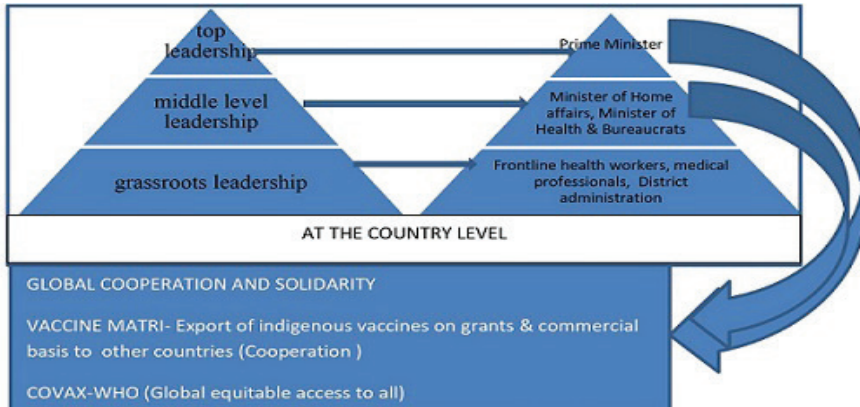 top
leadership
Prime Minister
middle level
leadership
Minister of Home
affairs, Minister of
Health & Bureaucrats
grassroots leadership
Frontline health workers, medical
professionals, District
administration
AT THE COUNTRY LEVEL
GLOBAL COOPERATION AND SOLIDARITY
VACCINE MATRI- Export of indigenous vaccines on grants & commercial
basis to other countries (Cooperation )
COVAX-WHO (Global equitable access to all)